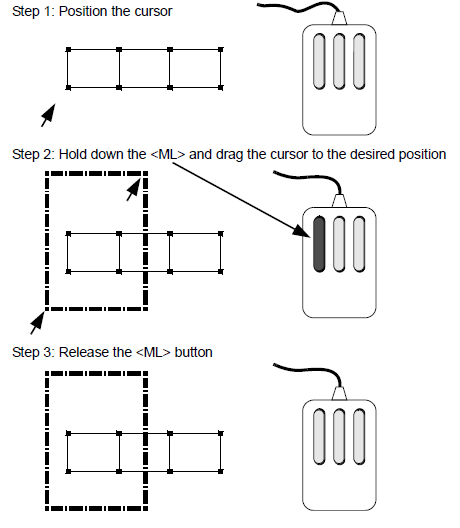 Step 1: Position the cursor
Step 2: Hold down the <ML> and drag the cursor to the desired position
Step 3: Release the <ML> button